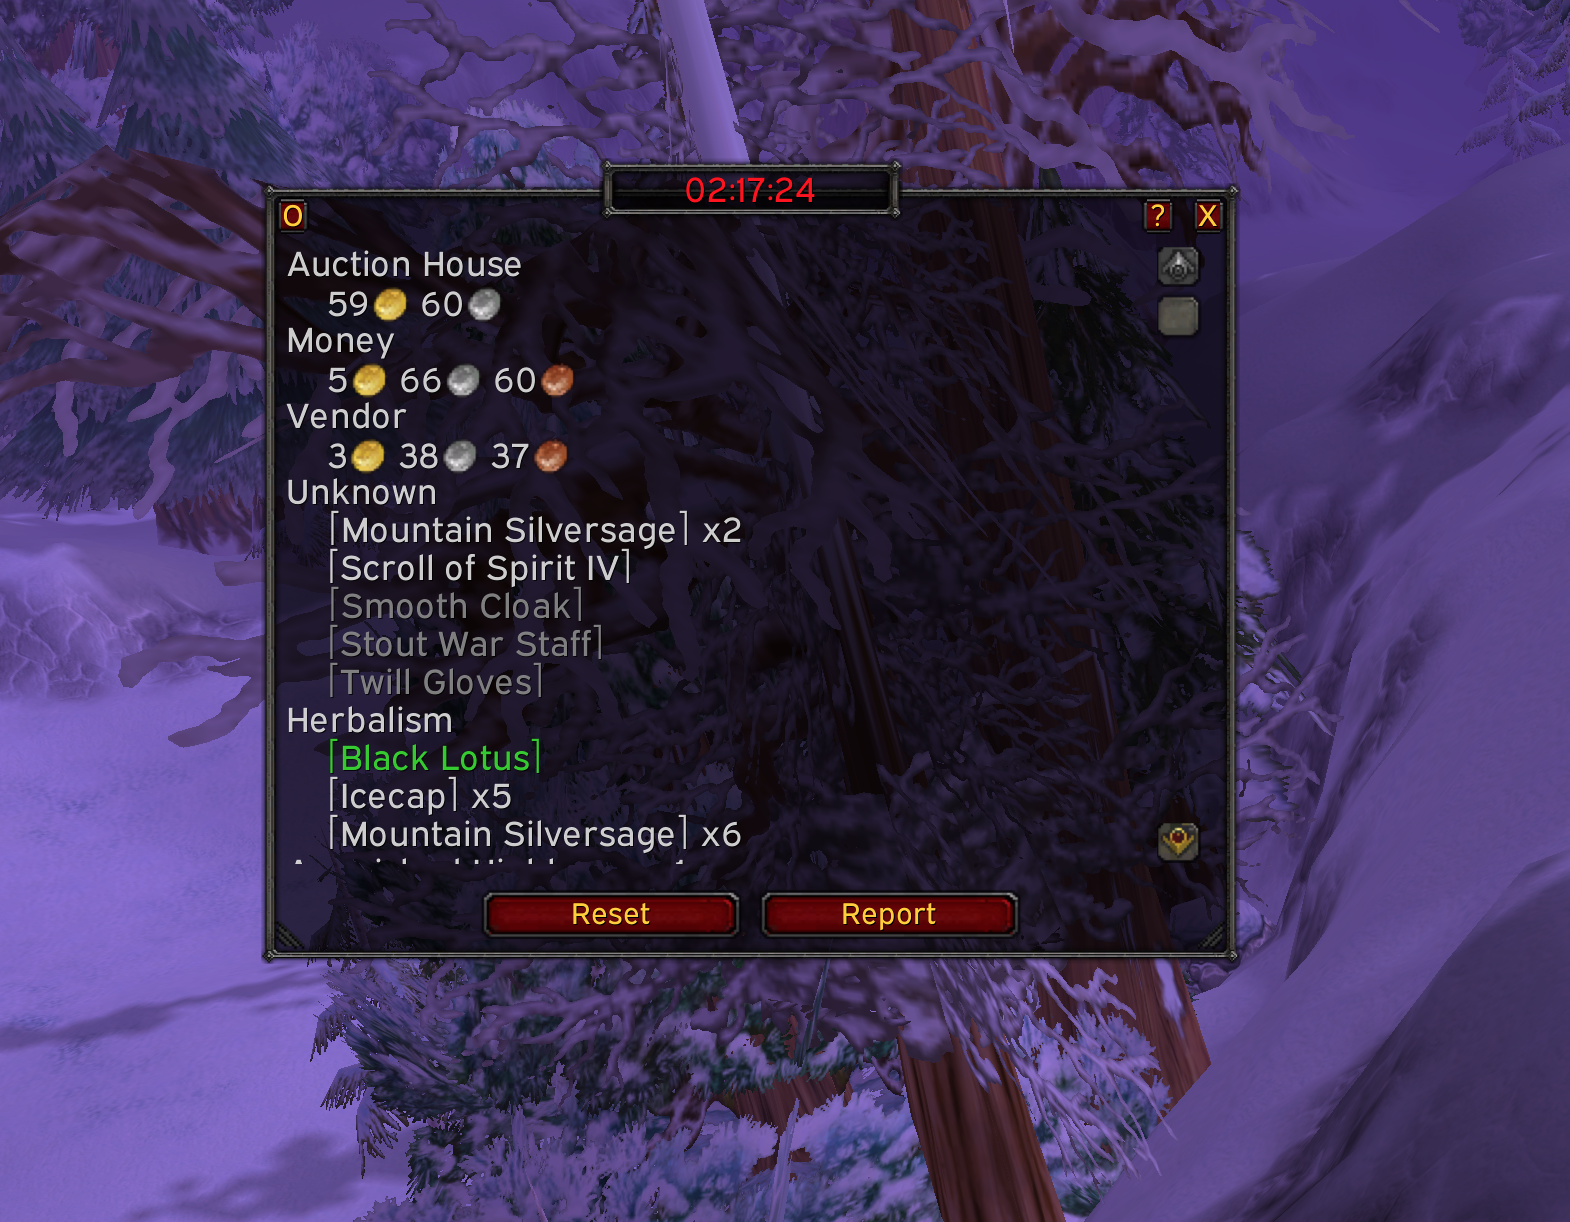 02:17:24
O ? X
Auction House
59 60
Money
5 66 60
Vendor
3 38 37
Unknown
[Mountain Silversage] x2
[Scroll of Spirit IV]
[Smooth Cloak]
[Stout War Staff]
[Twill Gloves]
Herbalism
[Black Lotus]
[Icecap] x5
[Mountain Silversage] x6
Reset Report